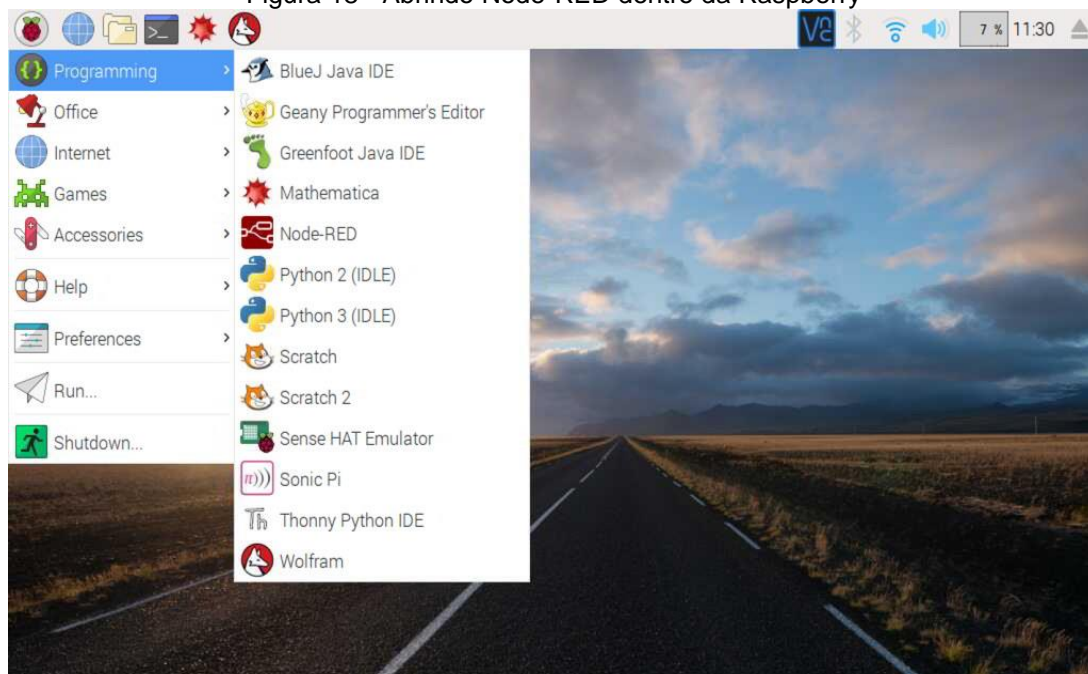 Figura - Abrindo Node-RED dentro da Raspberry
7 % 11:30
Programming
Office
Internet
Games
Accessories
Help
Preferences
Run...
Shutdown...
BlueJ Java IDE
Geany Programmer's Editor
Greenfoot Java IDE
Mathematica
Node-RED
Python 2 (IDLE)
Python 3 (IDLE)
Scratch
Scratch 2
Sense HAT Emulator
Sonic Pi
Thonny Python IDE
Wolfram